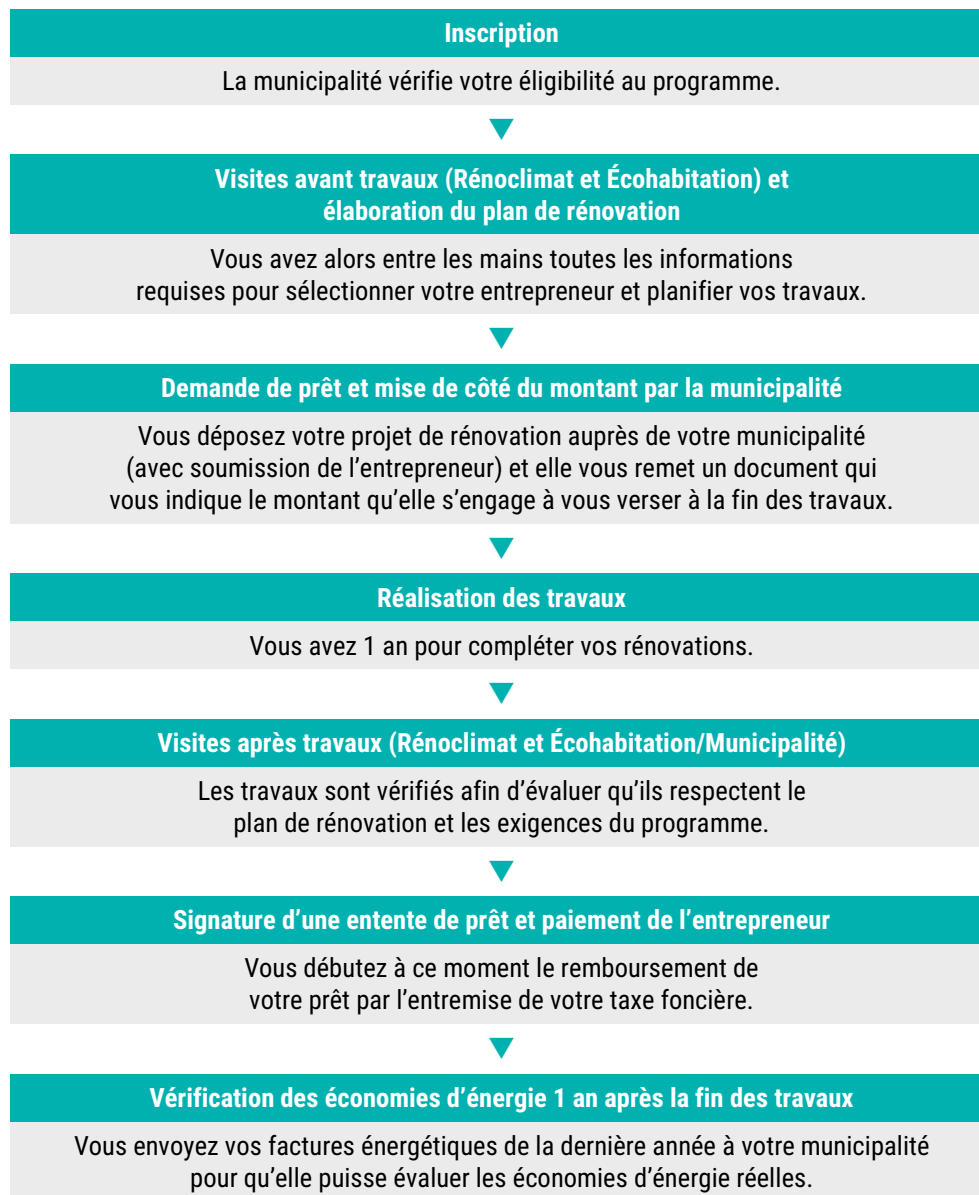 Inscription
La municipalité vérifie votre éligibilité au programme.
Visites avant travaux (Rénoclimat et Écohabitation) et
élaboration du plan de rénovation
Vous avez alors entre les mains toutes les informations
requises pour sélectionner votre entrepreneur et planifier vos travaux.
Demande de prêt et mise de côté du montant par la municipalité
Vous déposez votre projet de rénovation auprès de votre municipalité
(avec soumission de l’entrepreneur) et elle vous remet un document qui
vous indique le montant qu’elle s’engage à vous verser à la fin des travaux.
Réalisation des travaux
Vous avez 1 an pour compléter vos rénovations.
Visites après travaux (Rénoclimat et Écohabitation/Municipalité)
Les travaux sont vérifiés afin d’évaluer qu’ils respectent le
plan de rénovation et les exigences du programme.
Signature d’une entente de prêt et paiement de l’entrepreneur
Vous débutez à ce moment le remboursement de
votre prêt par l’entremise de votre taxe foncière.
Vérification des économies d’énergie 1 an après la fin des travaux
Vous envoyez vos factures énergétiques de la dernière année à votre municipalité
pour qu’elle puisse évaluer les économies d’énergie réelles.